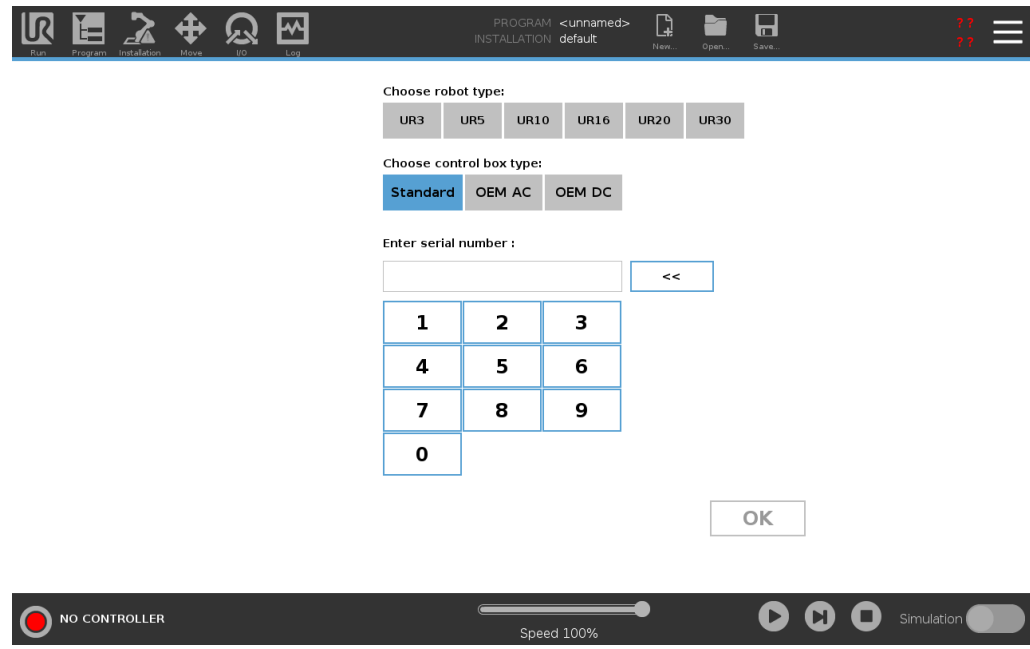 UR
PROGRAM <unnamed>
INSTALLATION default
Run Program Installation Move I/O Log New... Open... Save...
? ?
? ?
Choose robot type:
UR3 UR5 UR10 UR16 UR20 UR30
Choose control box type:
Standard OEM AC OEM DC
Enter serial number :
<<
1 2 3
4 5 6
7 8 9
0
OK
NO CONTROLLER
Speed 100%
Simulation